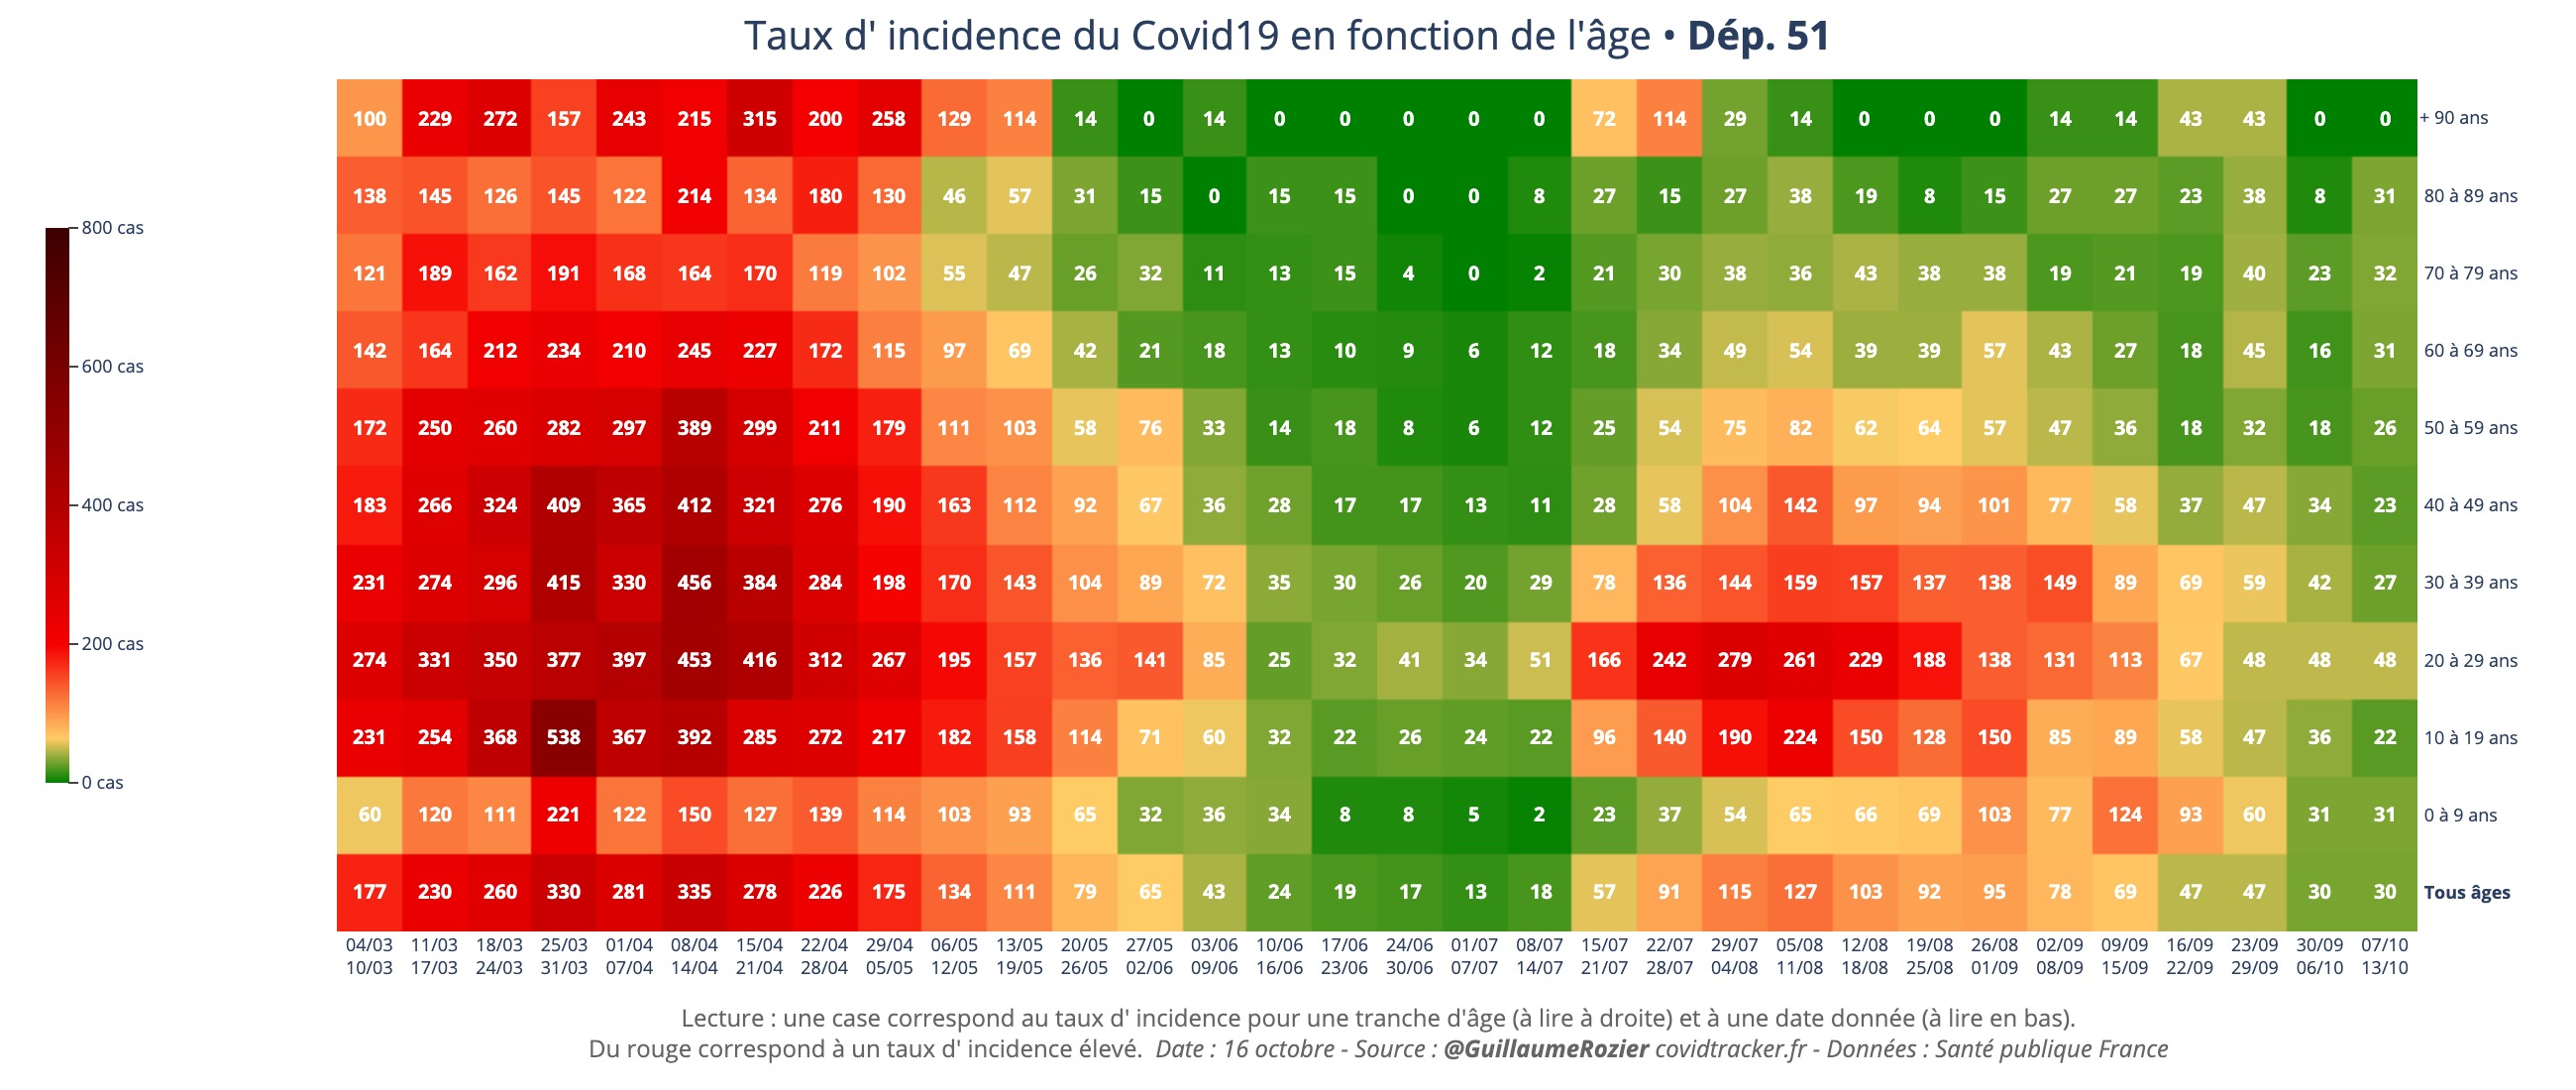 Taux d' incidence du Covid19 en fonction de l'âge • Dép. 51
800 cas
600 cas
400 cas
200 cas
0 cas
100 229 272 157 243 215 315 200 258 129 114 14 0 14 0 0 0 0 0 72 114 29 14 0 0 0 14 14 43 43 0 0 + 90 ans
138 145 126 145 122 214 134 180 130 46 57 31 15 0 15 15 0 0 8 27 15 27 38 19 8 15 27 27 23 38 8 31 80 à 89 ans
121 189 162 191 168 164 170 119 102 55 47 26 32 11 13 15 4 0 2 21 30 38 36 43 38 38 19 21 19 40 23 32 70 à 79 ans
142 164 212 234 210 245 227 172 115 97 69 42 21 18 13 10 9 6 12 18 34 49 54 39 39 57 43 27 18 45 16 31 60 à 69 ans
172 250 260 282 297 389 299 211 179 111 103 58 76 33 14 18 8 6 12 25 54 75 82 62 64 57 47 36 18 32 18 26 50 à 59 ans
183 266 324 409 365 412 321 276 190 163 112 92 67 36 28 17 17 13 11 28 58 104 142 97 94 101 77 58 37 47 34 23 40 à 49 ans
231 274 296 415 330 456 384 284 198 170 143 104 89 72 35 30 26 20 29 78 136 144 159 157 137 138 149 89 69 59 42 27 30 à 39 ans
274 331 350 377 397 453 416 312 267 195 157 136 141 85 25 32 41 34 51 166 242 279 261 229 188 138 131 113 67 48 48 48 20 à 29 ans
231 254 368 538 367 392 285 272 217 182 158 114 71 60 32 22 26 24 22 96 140 190 224 150 128 150 85 89 58 47 36 22 10 à 19 ans
60 120 111 221 122 150 127 139 114 103 93 65 32 36 34 8 8 5 2 23 37 54 65 66 69 103 77 124 93 60 31 31 0 à 9 ans
177 230 260 330 281 335 278 226 175 134 111 79 65 43 24 19 17 13 18 57 91 115 127 103 92 95 78 69 47 47 30 30 Tous âges
04/03 11/03 18/03 25/03 01/04 08/04 15/04 22/04 29/04 06/05 13/05 20/05 27/05 03/06 10/06 17/06 24/06 01/07 08/07 15/07 22/07 29/07 05/08 12/08 19/08 26/08 02/09 09/09 16/09 23/09 30/09 07/10
10/03 17/03 24/03 31/03 07/04 14/04 21/04 28/04 05/05 12/05 19/05 26/05 02/06 09/06 16/06 23/06 30/06 07/07 14/07 21/07 28/07 04/08 11/08 18/08 25/08 01/09 08/09 15/09 22/09 29/09 06/10 13/10
Lecture : une case correspond au taux d' incidence pour une tranche d'âge (à lire à droite) et à une date donnée (à lire en bas).
Du rouge correspond à un taux d' incidence élevé. Date : 16 octobre - Source : @GuillaumeRozier covidtracker.fr - Données : Santé publique France